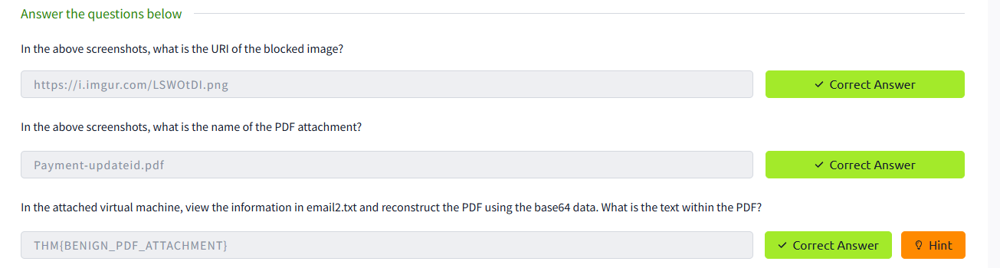 Answer the questions below
In the above screenshots, what is the URI of the blocked image?
https://i.imgur.com/LSWOtDI.png
Correct Answer
In the above screenshots, what is the name of the PDF attachment?
Payment-updateid.pdf
Correct Answer
In the attached virtual machine, view the information in email2.txt and reconstruct the PDF using the base64 data. What is the text within the PDF?
THM{BENIGN_PDF_ATTACHMENT}
Correct Answer
Hint